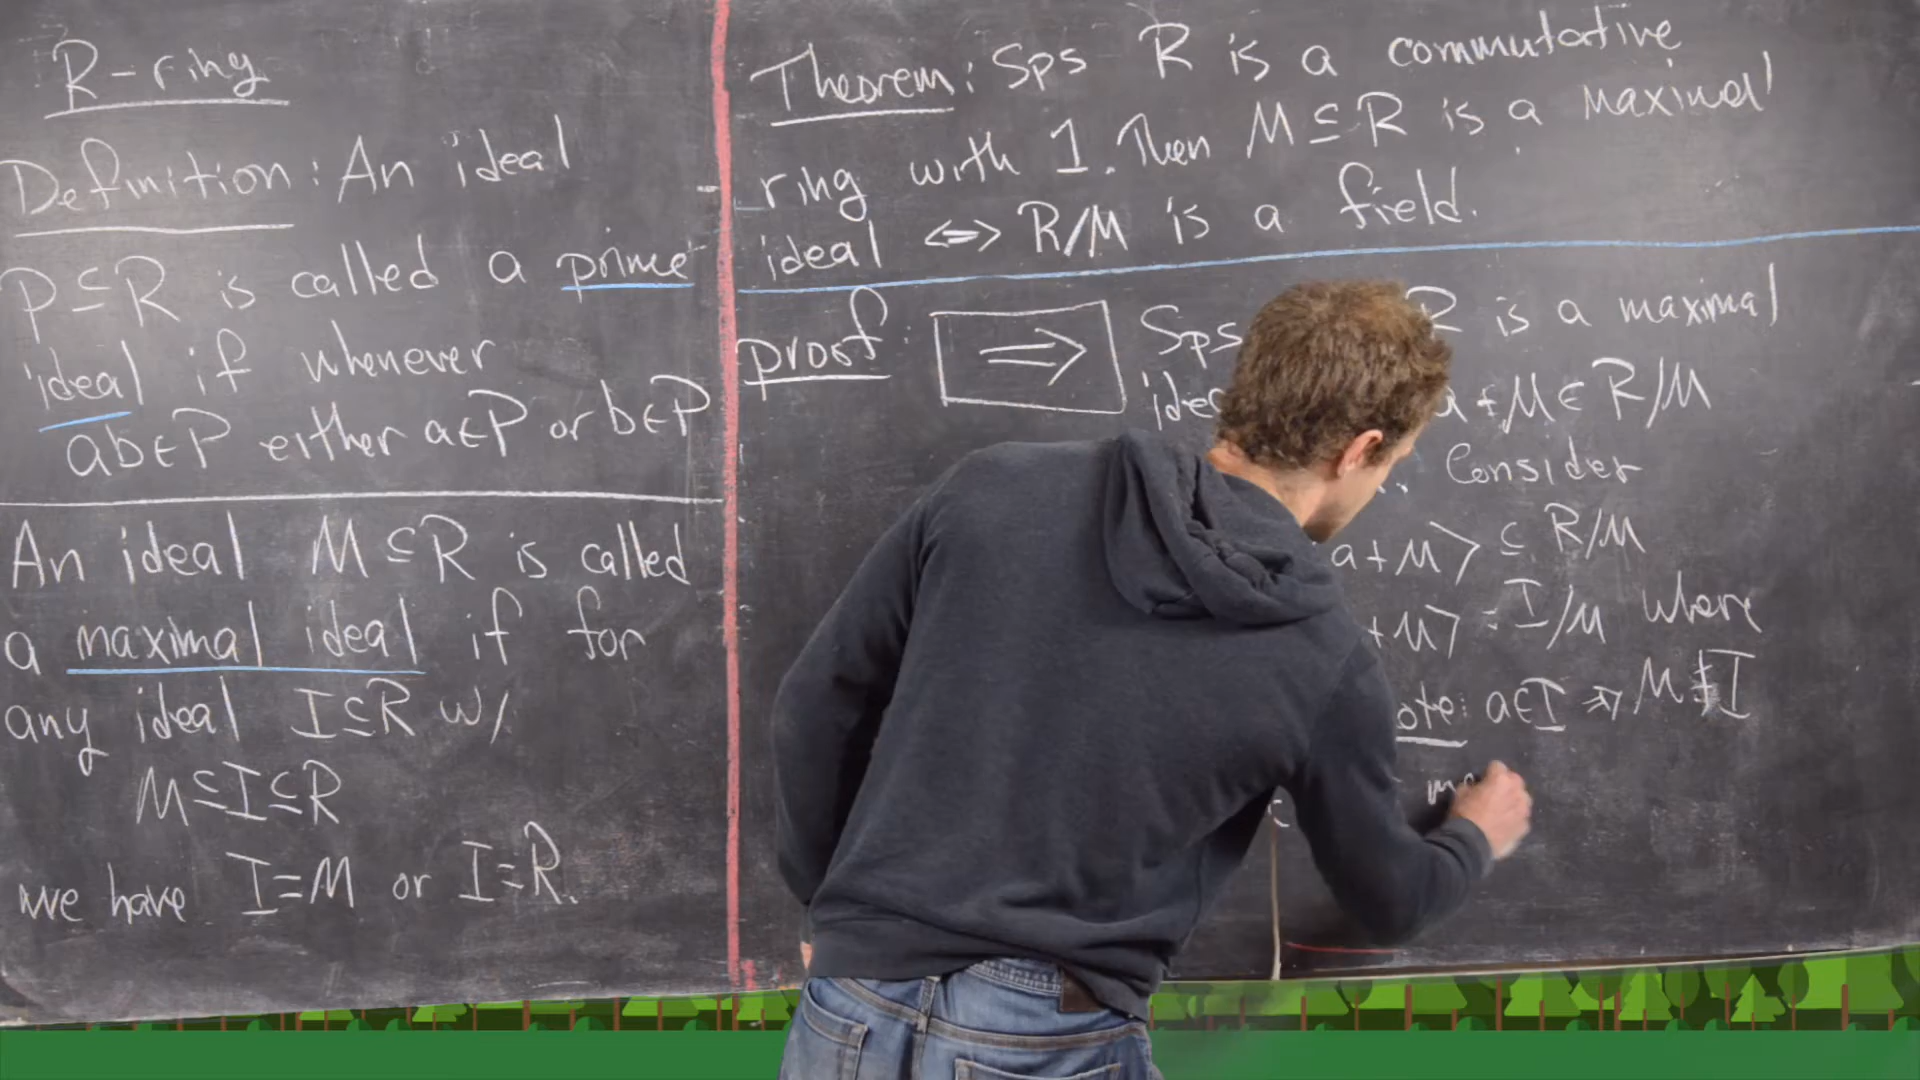 R-ring
Definition: An ideal
P ⊆ R is called a prime
ideal if whenever
ab∈P either a∈P or b∈P
An ideal M ⊆ R is called
a maximal ideal if for
any ideal I ⊆ R w/
M ⊆ I ⊆ R
we have I=M or I=R.
Theorem: Sps R is a commutative
ring with 1. Then M ⊆ R is a maximal
ideal ⟺ R/M is a field.
proof: ⇒ Sps R is a maximal
a+M∈R/M
Consider
a+M⟩ ⊆ R/M
+M⟩ = I/M where
a∈I ⇒ M ⊊ I